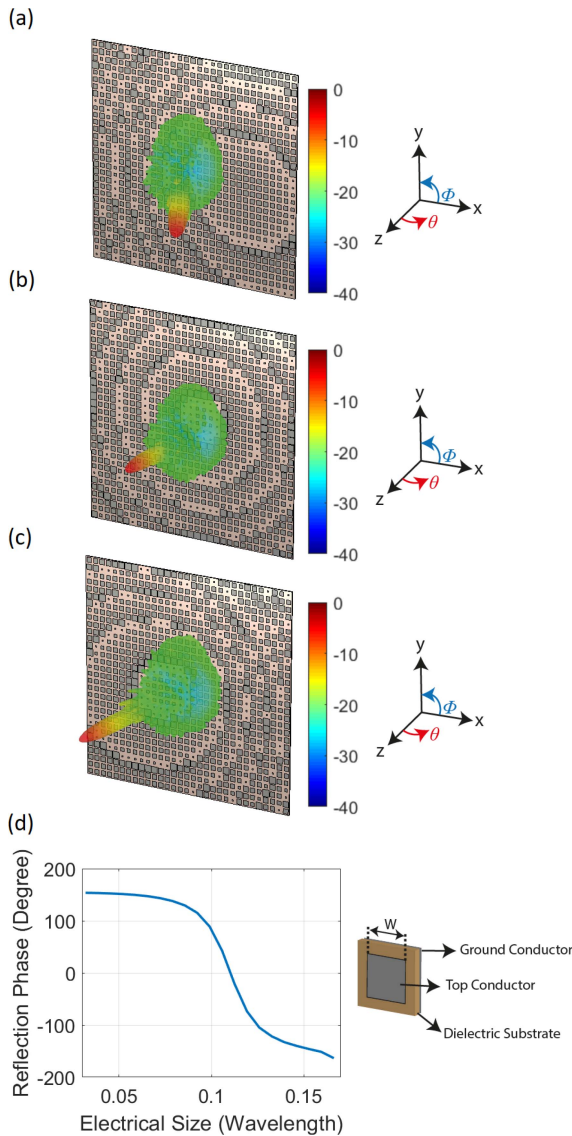 (a)
0
-10
-20
-30
-40
y
Φ
x
z
θ
(b)
0
-10
-20
-30
-40
y
Φ
x
z
θ
(c)
0
-10
-20
-30
-40
y
Φ
x
z
θ
(d)
200
100
0
-100
-200
0.05
0.1
0.15
Reflection Phase (Degree)
Electrical Size (Wavelength)
W
Ground Conductor
Top Conductor
Dielectric Substrate